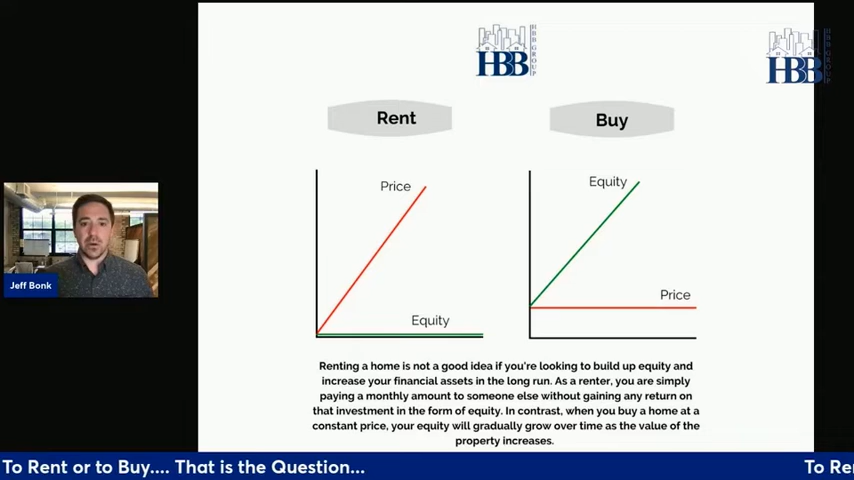 HBB
GROUP
HBB
GROUP
Rent
Buy
Price
Equity
Equity
Price
Jeff Bonk
Renting a home is not a good idea if you're looking to build up equity and
increase your financial assets in the long run. As a renter, you are simply
paying a monthly amount to someone else without gaining any return on
that investment in the form of equity. In contrast, when you buy a home at a
constant price, your equity will gradually grow over time as the value of the
property increases.
To Rent or to Buy.... That is the Question...
To Re